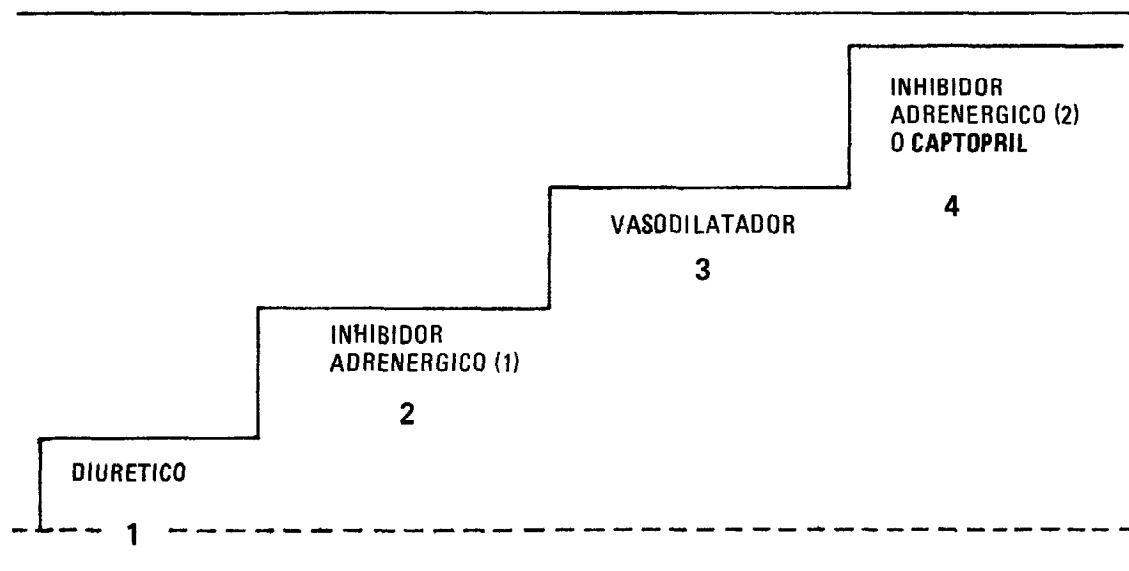 DIURETICO
1
INHIBIDOR
ADRENERGICO (1)
2
VASODILATADOR
3
INHIBIDOR
ADRENERGICO (2)
O CAPTOPRIL
4